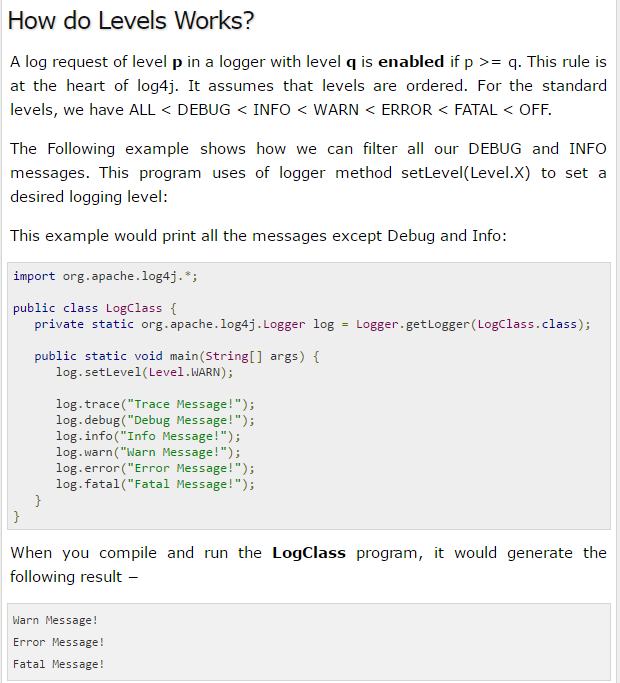 How do Levels Works?
A log request of level p in a logger with level q is enabled if p >= q. This rule is
at the heart of log4j. It assumes that levels are ordered. For the standard
levels, we have ALL < DEBUG < INFO < WARN < ERROR < FATAL < OFF.
The Following example shows how we can filter all our DEBUG and INFO
messages. This program uses of logger method setLevel(Level.X) to set a
desired logging level:
This example would print all the messages except Debug and Info:
import org.apache.log4j.*;
public class LogClass {
   private static org.apache.log4j.Logger log = Logger.getLogger(LogClass.class);
   public static void main(String[] args) {
      log.setLevel(Level.WARN);
      log.trace("Trace Message!");
      log.debug("Debug Message!");
      log.info("Info Message!");
      log.warn("Warn Message!");
      log.error("Error Message!");
      log.fatal("Fatal Message!");
   }
}
When you compile and run the LogClass program, it would generate the
following result –
Warn Message!
Error Message!
Fatal Message!